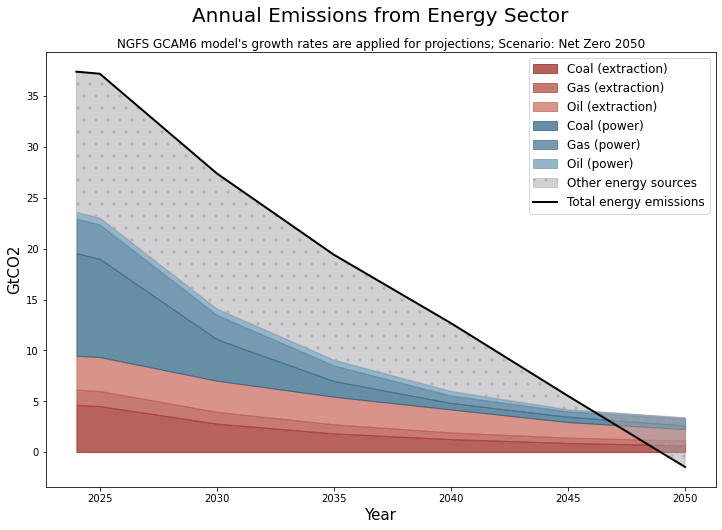 Annual Emissions from Energy Sector
NGFS GCAM6 model's growth rates are applied for projections; Scenario: Net Zero 2050
Coal (extraction)
Gas (extraction)
Oil (extraction)
Coal (power)
Gas (power)
Oil (power)
Other energy sources
Total energy emissions
GtCO2
35
30
25
20
15
10
5
0
2025 2030 2035 2040 2045 2050
Year